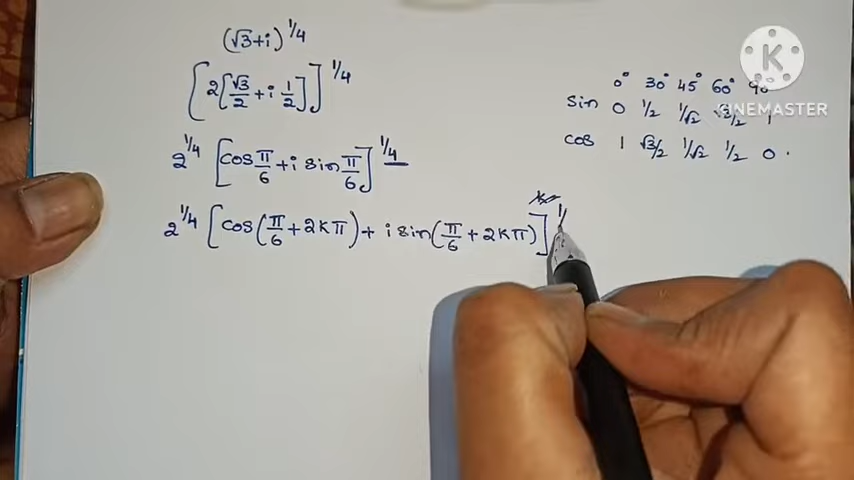 (√3+i)^1/4
[2[√3/2 + i 1/2]]^1/4
2^1/4 [cos π/6 + i sin π/6]^1/4
2^1/4 [cos(π/6 + 2kπ) + i sin(π/6 + 2kπ)]^1/
0° 30° 45° 60° 90
sin 0 1/2 1/√2 √3/2 1
cos 1 √3/2 1/√2 1/2 0.
KINEMASTER